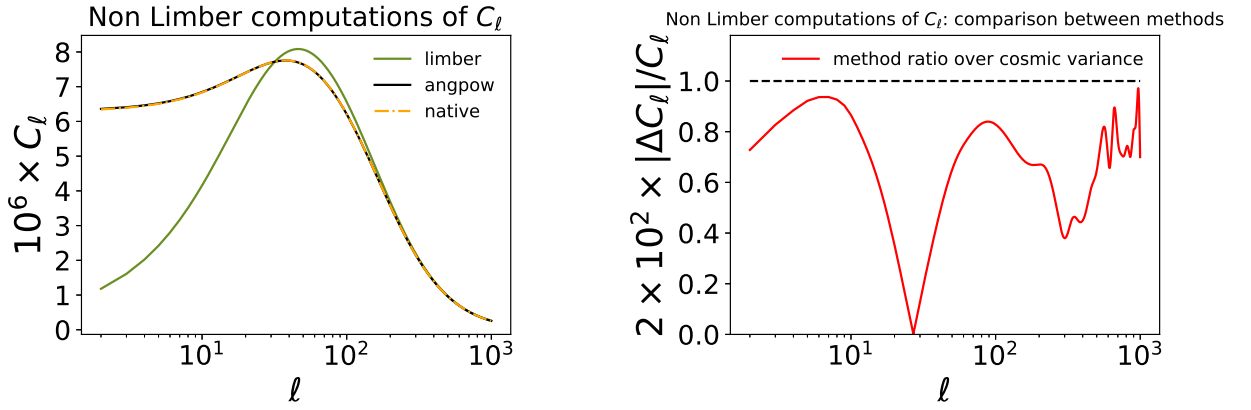 Non Limber computations of $C_\ell$
$10^6 \times C_\ell$
8
7
6
5
4
3
2
1
0
limber
angpow
native
$10^1$ $10^2$ $10^3$
$\ell$
Non Limber computations of $C_\ell$: comparison between methods
$2 \times 10^2 \times |\Delta C_\ell|/C_\ell$
method ratio over cosmic variance
1.0
0.8
0.6
0.4
0.2
0.0
$10^1$ $10^2$ $10^3$
$\ell$